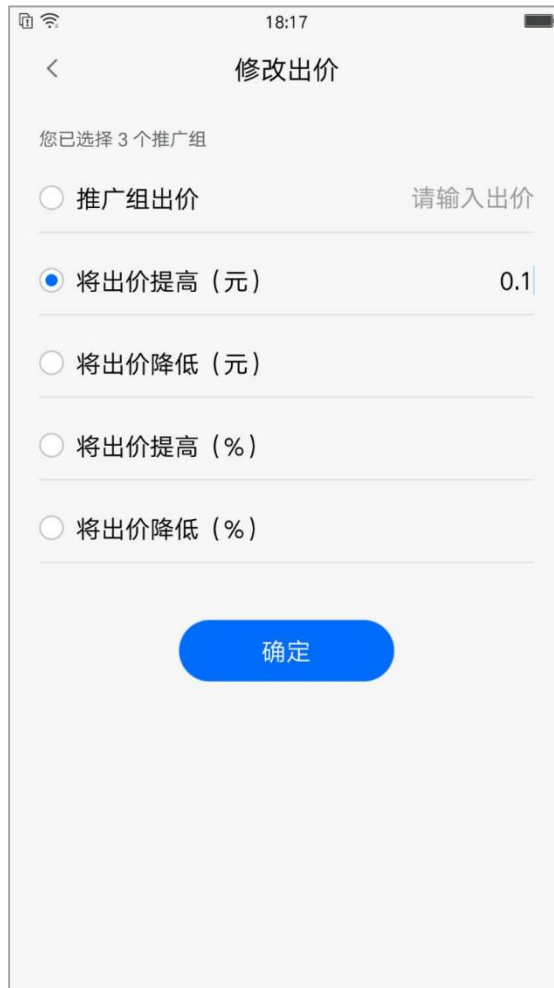 18:17
修改出价
您已选择 3 个推广组
推广组出价 请输入出价
将出价提高（元） 0.1
将出价降低（元）
将出价提高（%）
将出价降低（%）
确定